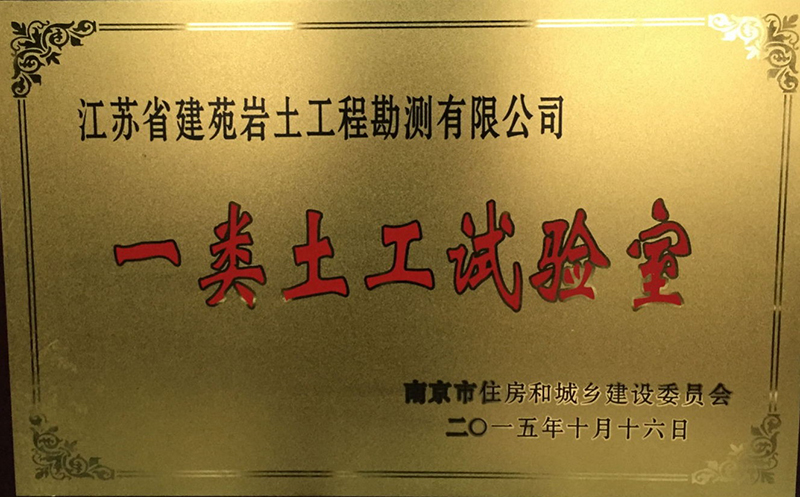 江苏省建苑岩土工程勘测有限公司
一类土工试验室
南京市住房和城乡建设委员会
二〇一五年十月十六日